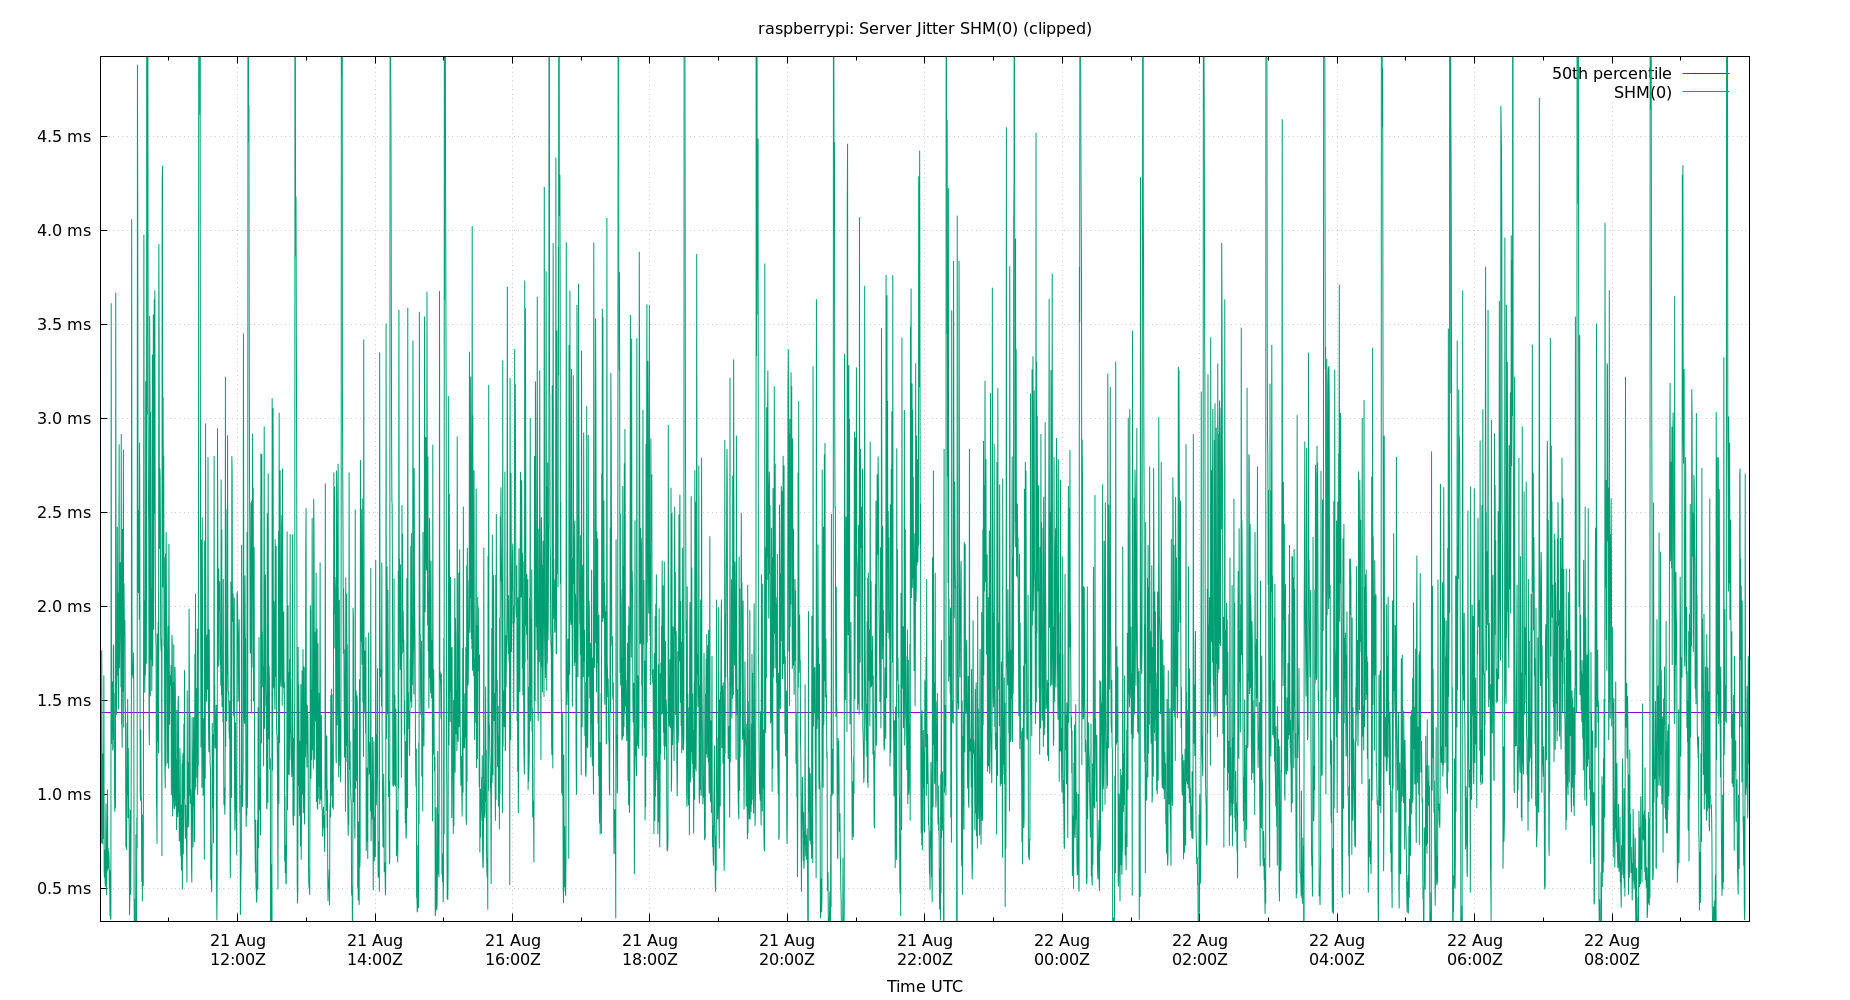 raspberrypi: Server Jitter SHM(0) (clipped)
50th percentile
SHM(0)
4.5 ms
4.0 ms
3.5 ms
3.0 ms
2.5 ms
2.0 ms
1.5 ms
1.0 ms
0.5 ms
21 Aug 21 Aug 21 Aug 21 Aug 21 Aug 21 Aug 22 Aug 22 Aug 22 Aug 22 Aug 22 Aug
12:00Z 14:00Z 16:00Z 18:00Z 20:00Z 22:00Z 00:00Z 02:00Z 04:00Z 06:00Z 08:00Z
Time UTC